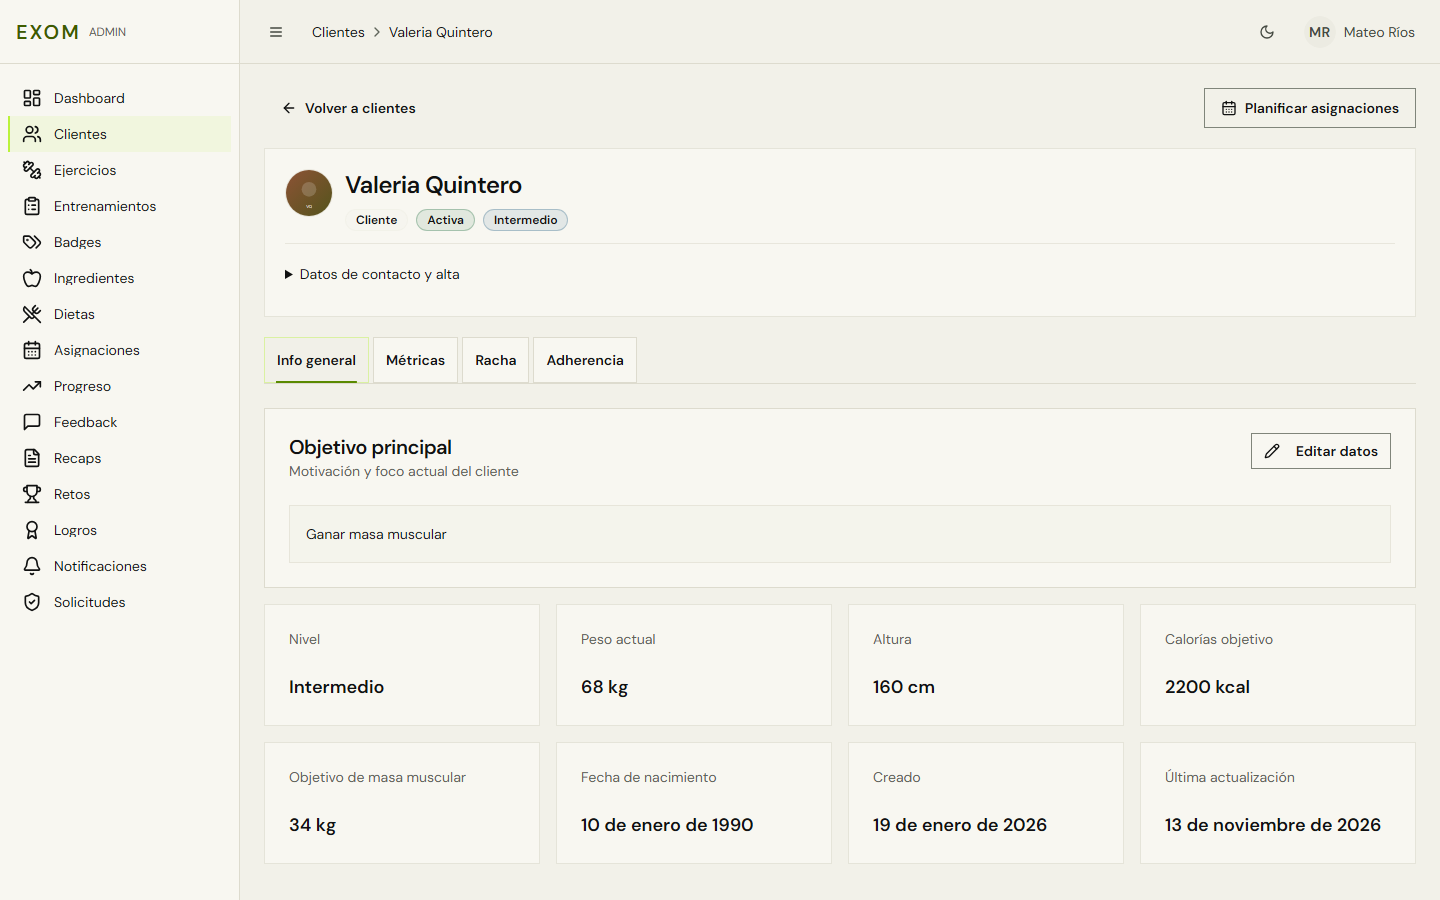 EXOM ADMIN
Clientes > Valeria Quintero
MR Mateo Ríos
Dashboard
Clientes
Ejercicios
Entrenamientos
Badges
Ingredientes
Dietas
Asignaciones
Progreso
Feedback
Recaps
Retos
Logros
Notificaciones
Solicitudes
Volver a clientes
Planificar asignaciones
Valeria Quintero
Cliente Activa Intermedio
Datos de contacto y alta
Info general Métricas Racha Adherencia
Objetivo principal
Motivación y foco actual del cliente
Editar datos
Ganar masa muscular
Nivel
Intermedio
Peso actual
68 kg
Altura
160 cm
Calorías objetivo
2200 kcal
Objetivo de masa muscular
34 kg
Fecha de nacimiento
10 de enero de 1990
Creado
19 de enero de 2026
Última actualización
13 de noviembre de 2026